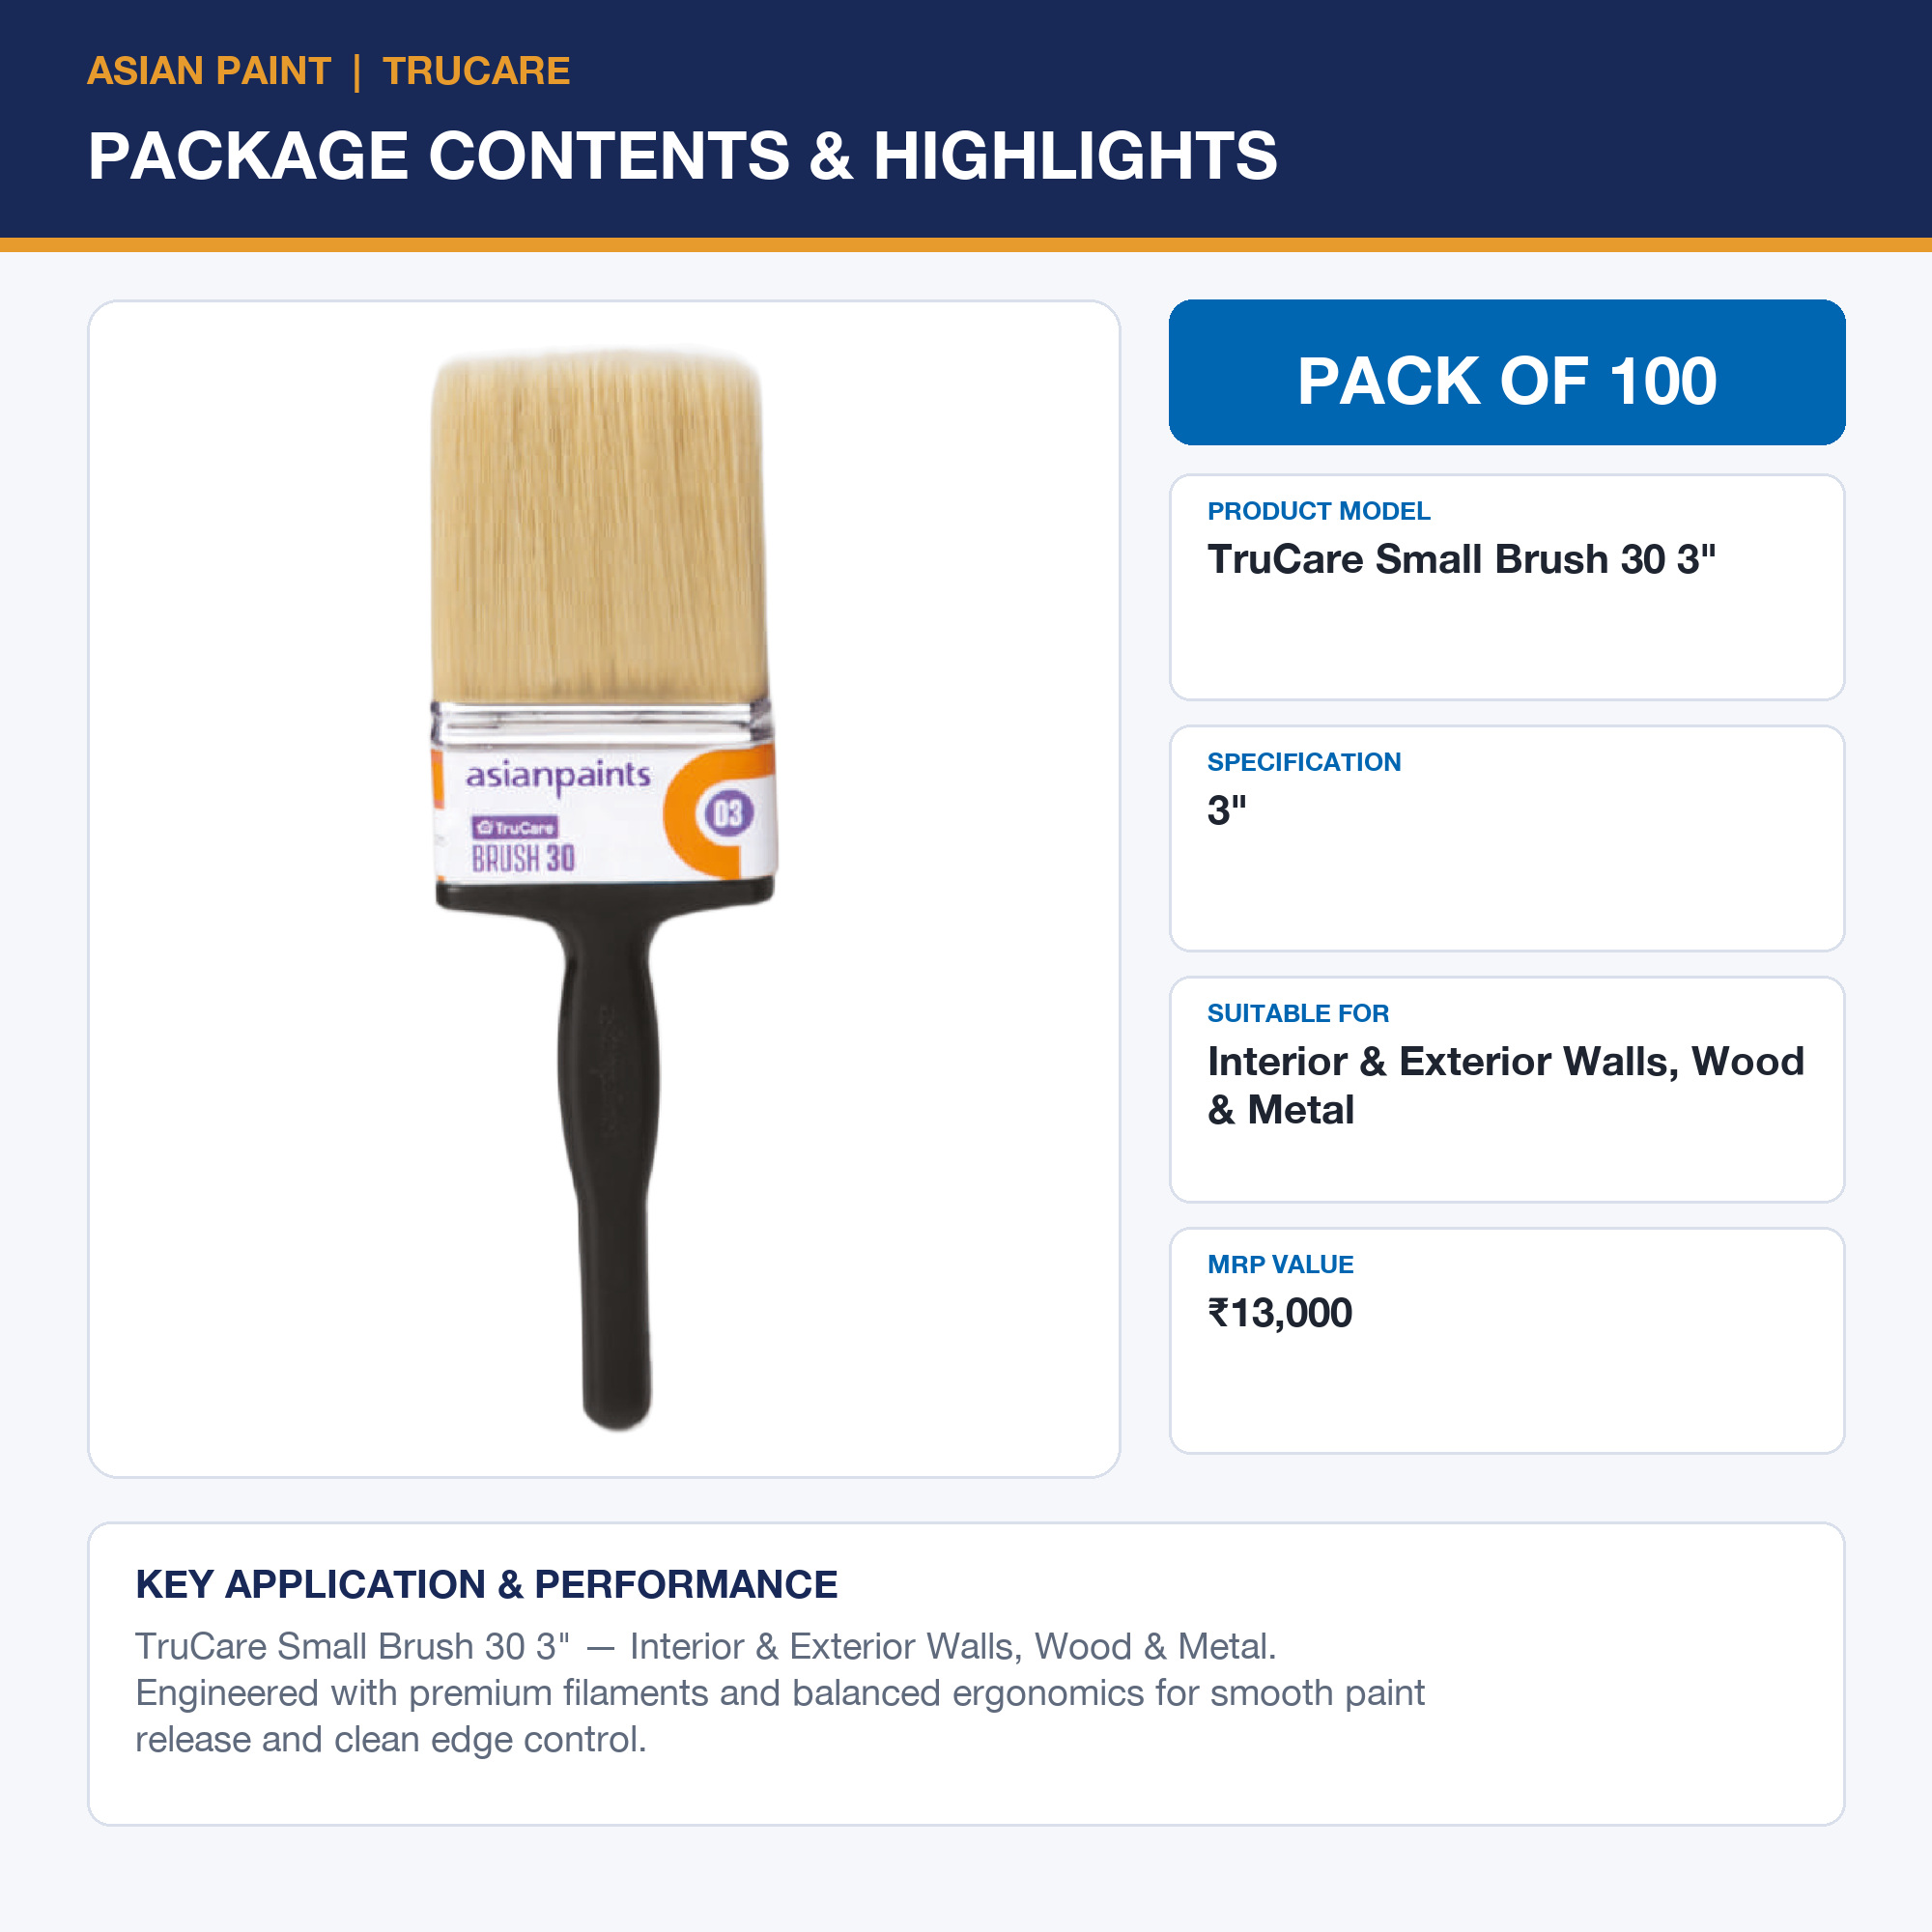 ASIAN PAINT | TRUCARE
PACKAGE CONTENTS & HIGHLIGHTS
asianpaints
03
TruCare
BRUSH 30
PACK OF 100
PRODUCT MODEL
TruCare Small Brush 30 3"
SPECIFICATION
3"
SUITABLE FOR
Interior & Exterior Walls, Wood
& Metal
MRP VALUE
₹13,000
KEY APPLICATION & PERFORMANCE
TruCare Small Brush 30 3" — Interior & Exterior Walls, Wood & Metal.
Engineered with premium filaments and balanced ergonomics for smooth paint
release and clean edge control.